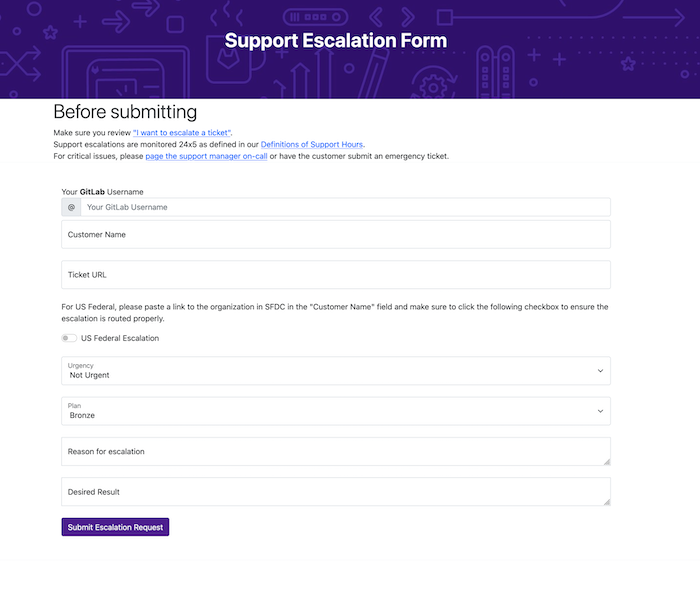 Support Escalation Form
Before submitting
Make sure you review "I want to escalate a ticket".
Support escalations are monitored 24x5 as defined in our Definitions of Support Hours.
For critical issues, please page the support manager on-call or have the customer submit an emergency ticket.
Your GitLab Username
@ Your GitLab Username
Customer Name
Ticket URL
For US Federal, please paste a link to the organization in SFDC in the "Customer Name" field and make sure to click the following checkbox to ensure the
escalation is routed properly.
US Federal Escalation
Urgency
Not Urgent
Plan
Bronze
Reason for escalation
Desired Result
Submit Escalation Request